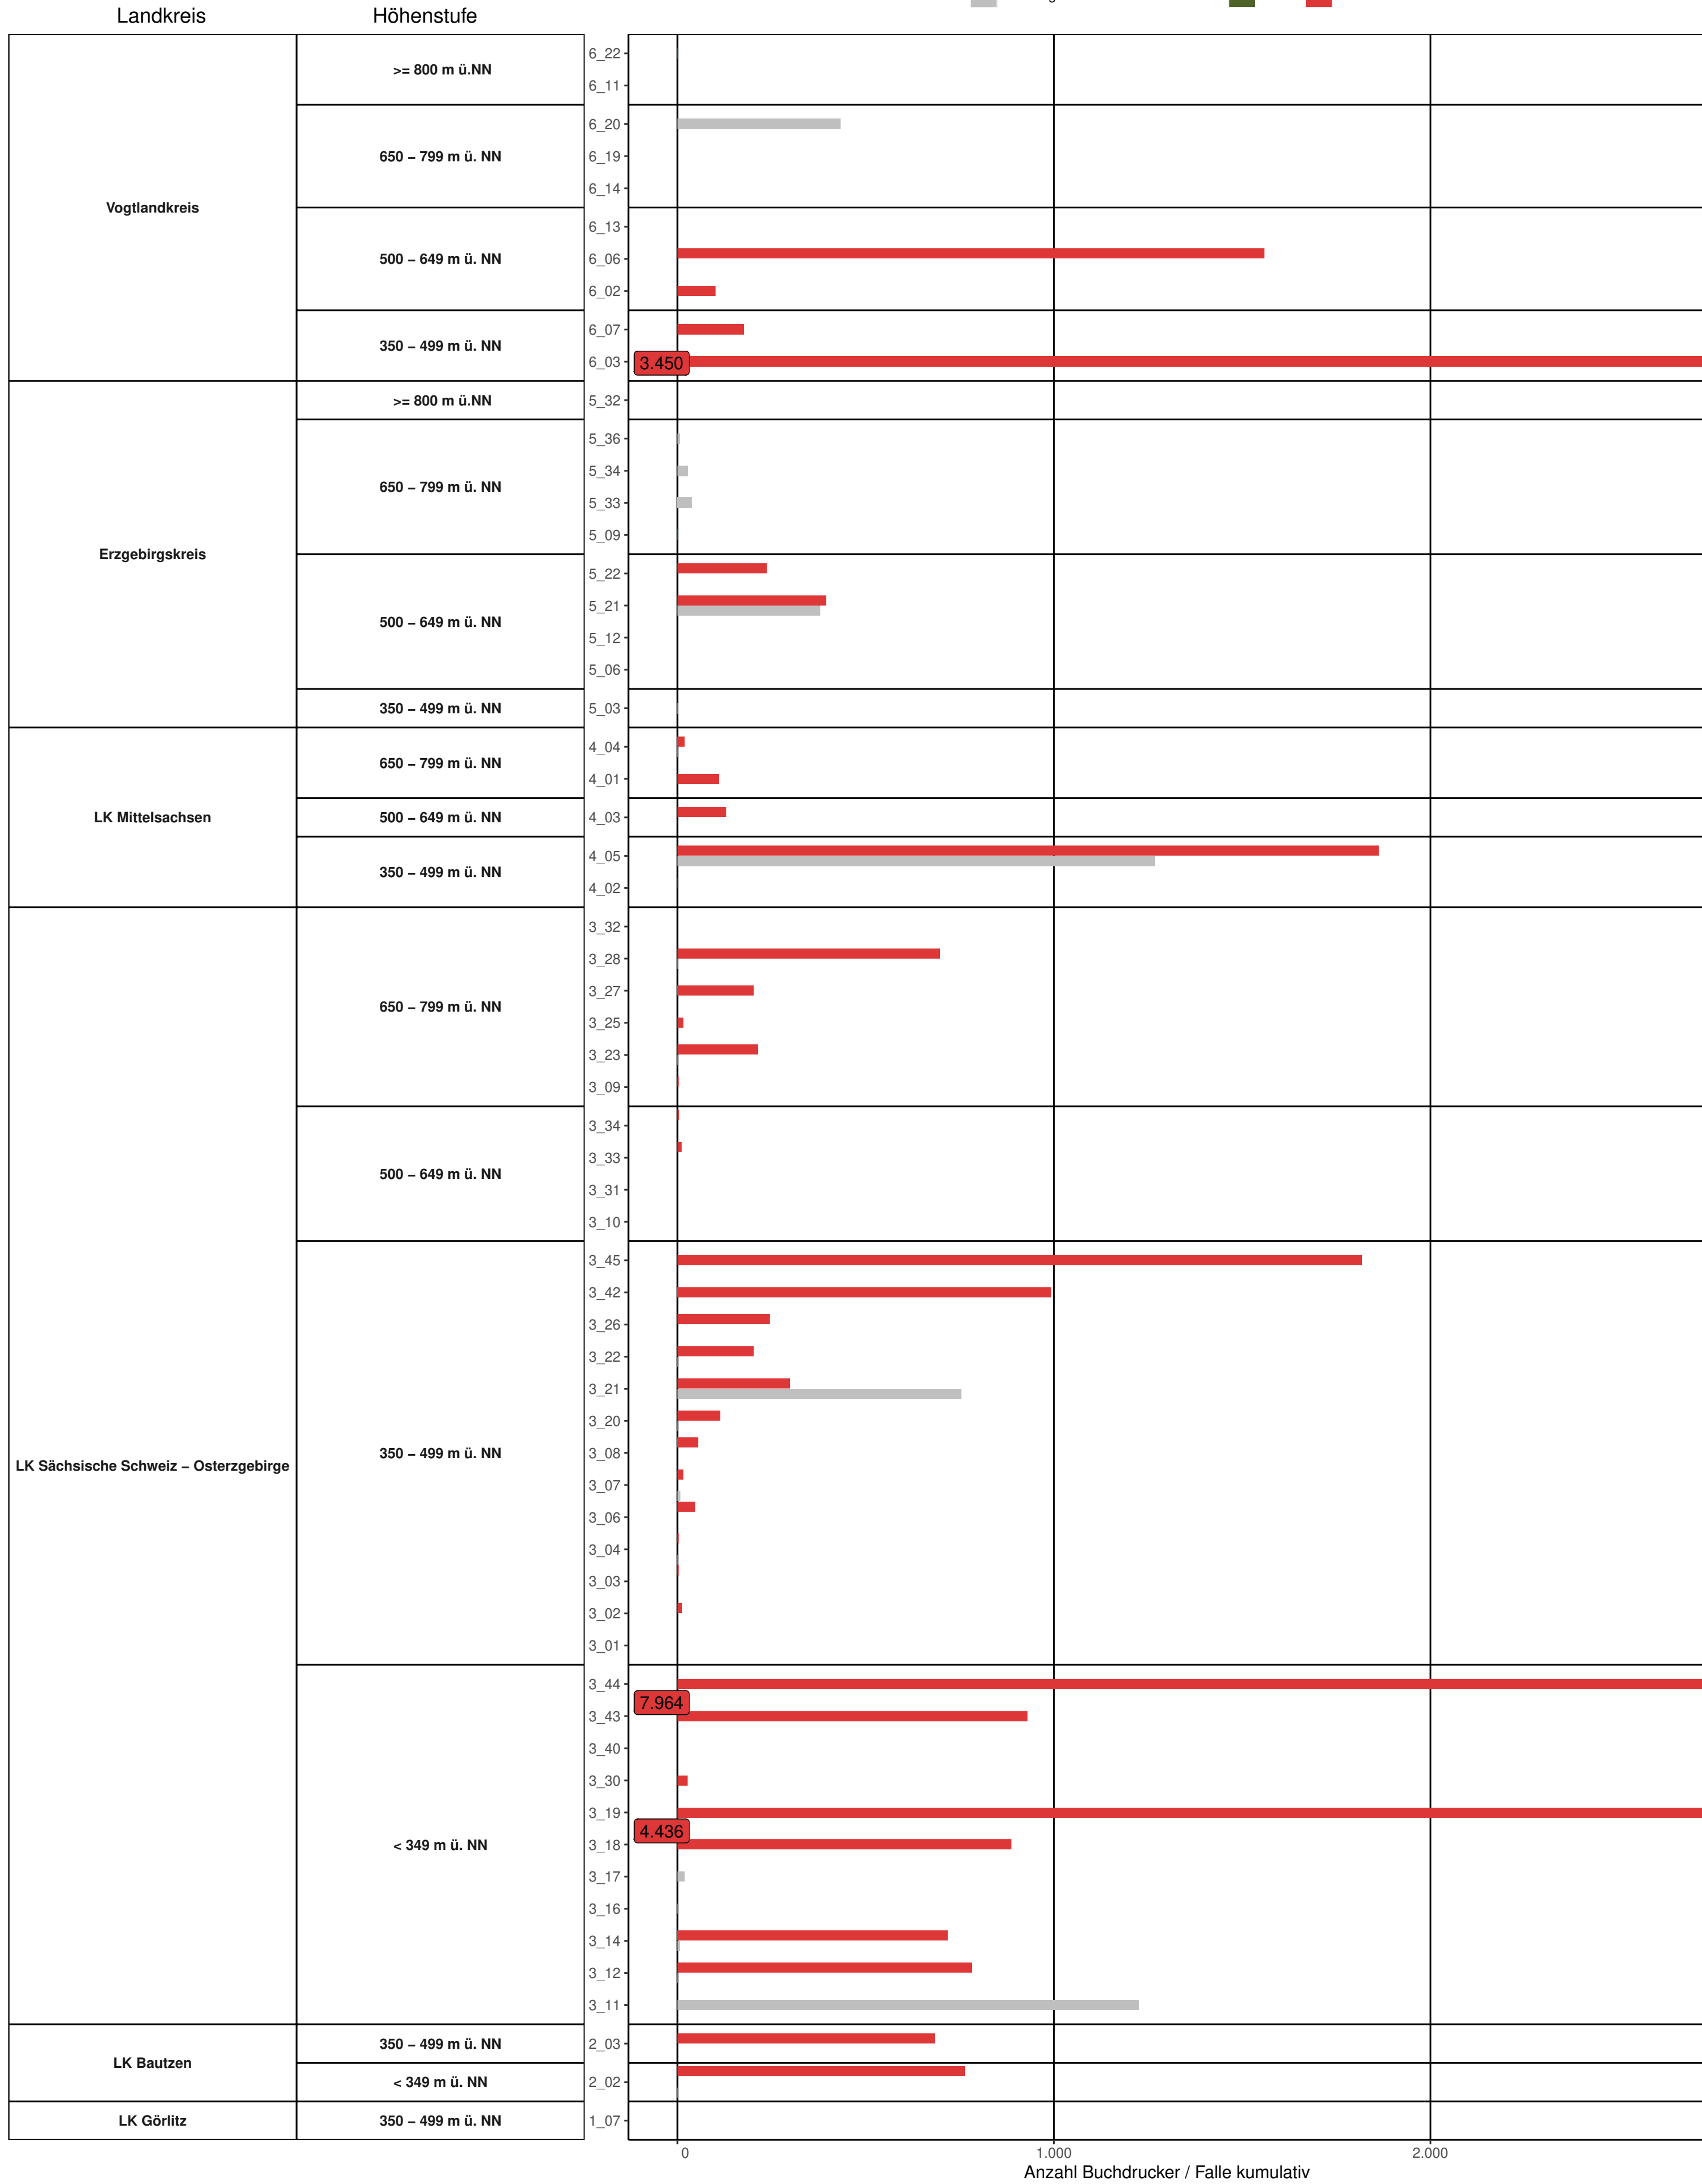 Landkreis Höhenstufe
Vogtlandkreis
>= 800 m ü.NN
6_22
6_11
650 – 799 m ü. NN
6_20
6_19
6_14
500 – 649 m ü. NN
6_13
6_06
6_02
350 – 499 m ü. NN
6_07
6_03
3.450
Erzgebirgskreis
>= 800 m ü.NN
5_32
650 – 799 m ü. NN
5_36
5_34
5_33
5_09
500 – 649 m ü. NN
5_22
5_21
5_12
5_06
350 – 499 m ü. NN
5_03
LK Mittelsachsen
650 – 799 m ü. NN
4_04
4_01
500 – 649 m ü. NN
4_03
350 – 499 m ü. NN
4_05
4_02
LK Sächsische Schweiz – Osterzgebirge
650 – 799 m ü. NN
3_32
3_28
3_27
3_25
3_23
3_09
500 – 649 m ü. NN
3_34
3_33
3_31
3_10
350 – 499 m ü. NN
3_45
3_42
3_26
3_22
3_21
3_20
3_08
3_07
3_06
3_04
3_03
3_02
3_01
< 349 m ü. NN
3_44
7.964
3_43
3_40
3_30
3_19
4.436
3_18
3_17
3_16
3_14
3_12
3_11
LK Bautzen
350 – 499 m ü. NN
2_03
< 349 m ü. NN
2_02
LK Görlitz
350 – 499 m ü. NN
1_07
0 1.000 2.000
Anzahl Buchdrucker / Falle kumulativ